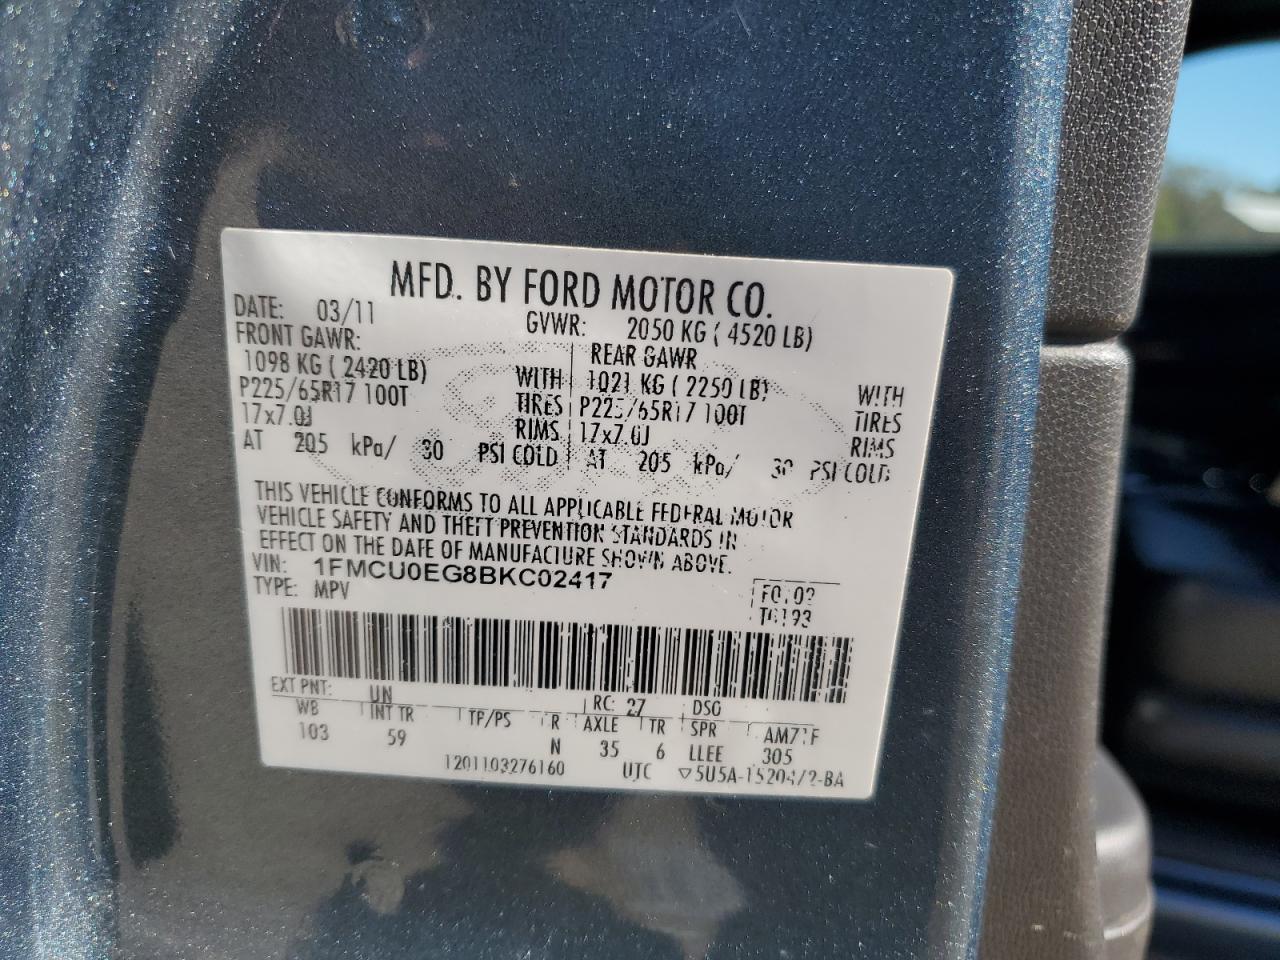 MFD. BY FORD MOTOR CO.
DATE: 03/11 GVWR: 2050 KG ( 4520 LB)
FRONT GAWR: REAR GAWR
1098 KG ( 2420 LB) WITH 1021 KG ( 2250 LB) WITH
P225/65R17 100T TIRES P225/65R17 100T TIRES
17x7.0J RIMS 17x7.0J RIMS
AT 205 kPa/ 30 PSI COLD AT 205 kPa/ 30 PSI COLD
THIS VEHICLE CONFORMS TO ALL APPLICABLE FEDERAL MOTOR
VEHICLE SAFETY AND THEFT PREVENTION STANDARDS IN
EFFECT ON THE DATE OF MANUFACTURE SHOWN ABOVE.
VIN: 1FMCU0EG8BKC02417
TYPE: MPV
T0193
EXT PNT: UN RC: 27 DSO
WB INT TR TP/PS R AXLE TR SPR
103 59 N 35 6 LLEE 305
1201103276160 UTC